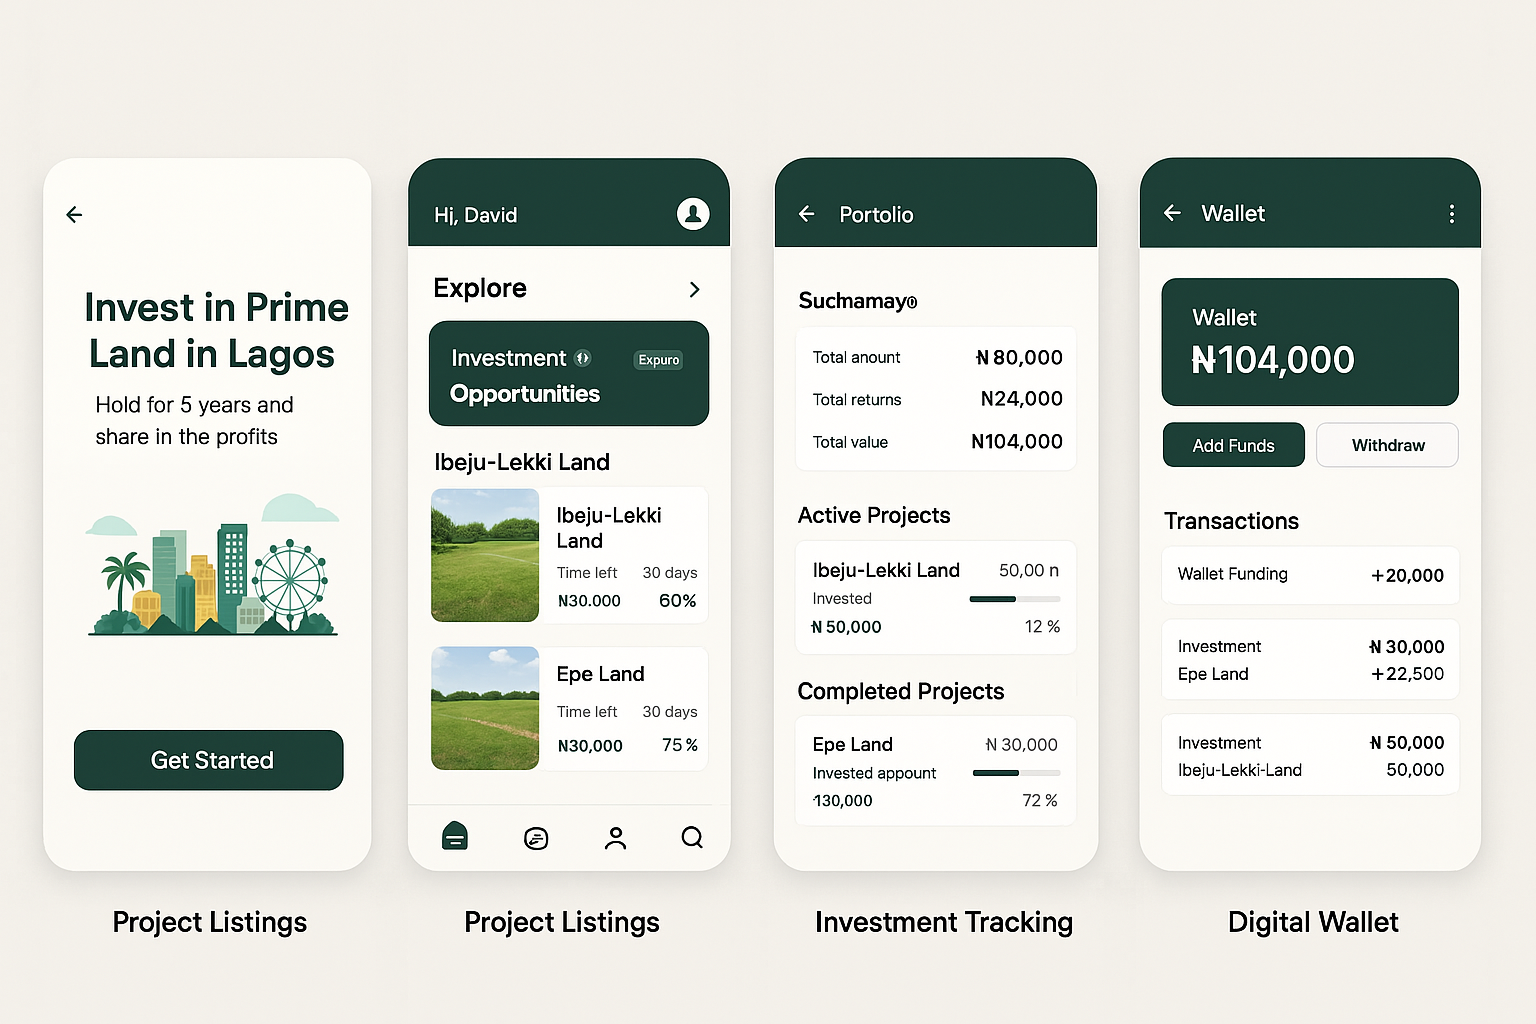 Invest in Prime
Land in Lagos
Hold for 5 years and
share in the profits
Get Started
Project Listings
Hj, David
Explore
Investment
Expuro
Opportunities
Ibeju-Lekki Land
Ibeju-Lekki
Land
Time left 30 days
N30.000 60%
Epe Land
Time left 30 days
N30,000 75 %
Project Listings
Portolio
Suchamay
Total anount ₦ 80,000
Total returns N24,000
Total value N104,000
Active Projects
Ibeju-Lekki Land 50,00 n
Invested
₦ 50,000 12 %
Completed Projects
Epe Land ₦ 30,000
Invested appount
130,000 72 %
Investment Tracking
Wallet
Wallet
₦104,000
Add Funds Withdraw
Transactions
Wallet Funding +20,000
Investment ₦ 30,000
Epe Land +22,500
Investment ₦ 50,000
Ibeju-Lekki-Land 50,000
Digital Wallet